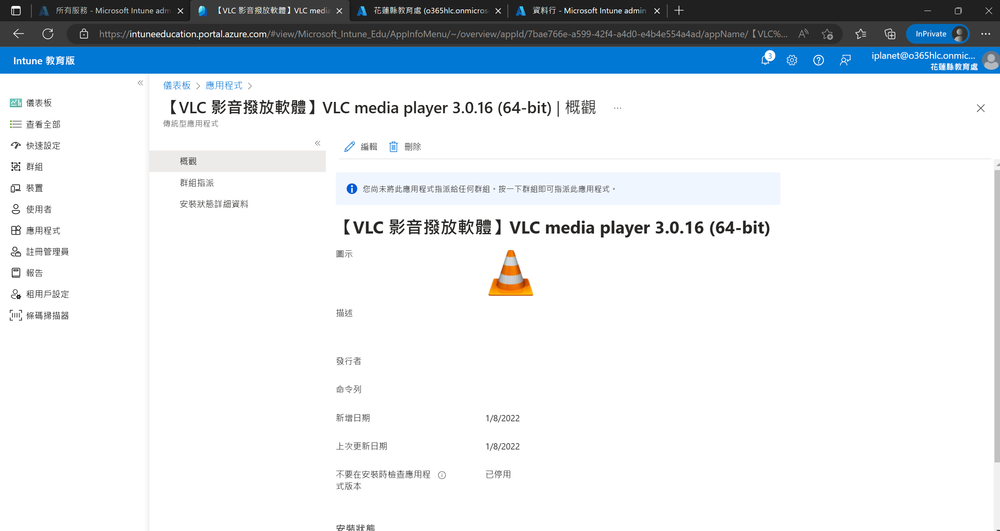 所有服務 - Microsoft Intune adm
【VLC 影音撥放軟體】VLC media
花蓮縣教育處 (o365hlc.onmicros
資料行 - Microsoft Intune admin
https://intuneeducation.portal.azure.com/#view/Microsoft_Intune_Edu/AppInfoMenu/~/overview/appId/7bae766e-a599-42f4-a4d0-e4b4e554a4ad/appName/【VLC%...
InPrivate
Intune 教育版
3
iplanet@o365hlc.onmic...
花蓮縣教育處
儀表板
查看全部
快速設定
群組
裝置
使用者
應用程式
註冊管理員
報告
租用戶設定
條碼掃描器
儀表板 > 應用程式 >
【VLC 影音撥放軟體】VLC media player 3.0.16 (64-bit) | 概觀 ...
傳統型應用程式
概觀
群組指派
安裝狀態詳細資料
編輯 刪除
您尚未將此應用程式指派給任何群組。按一下群組即可指派此應用程式。
【VLC 影音撥放軟體】VLC media player 3.0.16 (64-bit)
圖示
描述
發行者
命令列
新增日期 1/8/2022
上次更新日期 1/8/2022
不要在安裝時檢查應用程 已停用
式版本
安裝狀態